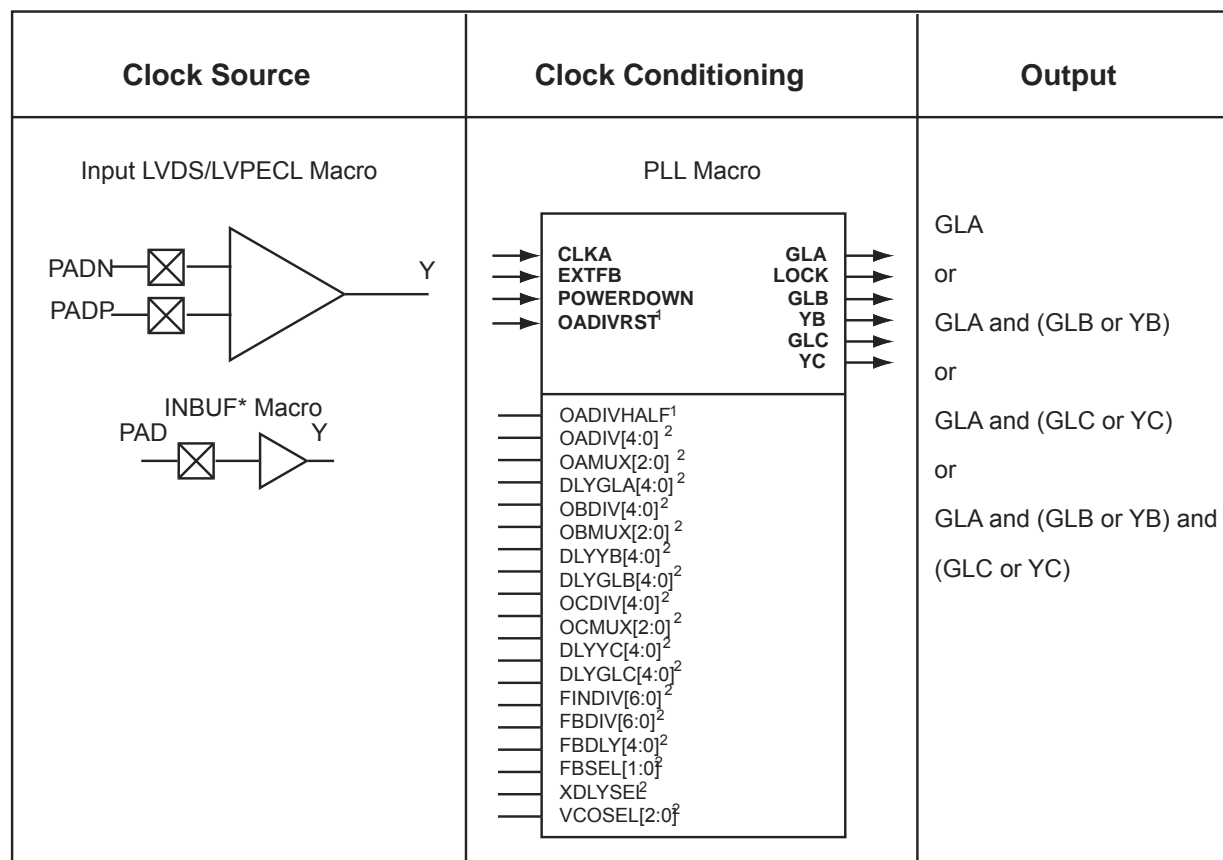 Clock Source
Clock Conditioning
Output
Input LVDS/LVPECL Macro
PADN
PADP
Y
INBUF* Macro
PAD
Y
PLL Macro
CLKA
EXTFB
POWERDOWN
OADIVRST1
GLA
LOCK
GLB
YB
GLC
YC
OADIVHALF1
OADIV[4:0] 2
OAMUX[2:0] 2
DLYGLA[4:0] 2
OBDIV[4:0]2
OBMUX[2:0] 2
DLYYB[4:0]2
DLYGLB[4:0]2
OCDIV[4:0]2
OCMUX[2:0] 2
DLYYC[4:0]2
DLYGLC[4:0]2
FINDIV[6:0] 2
FBDIV[6:0]2
FBDLY[4:0]2
FBSEL[1:0]2
XDLYSEL2
VCOSEL[2:0]2
GLA
or
GLA and (GLB or YB)
or
GLA and (GLC or YC)
or
GLA and (GLB or YB) and
(GLC or YC)